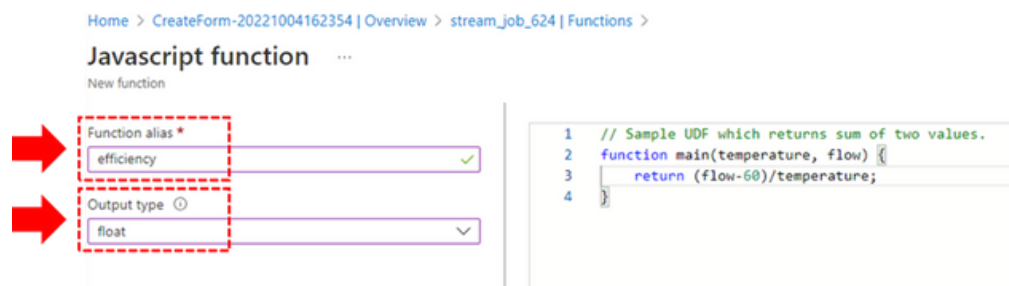 Home > CreateForm-20221004162354 | Overview > stream_job_624 | Functions >
Javascript function ...
New function
Function alias *
efficiency
Output type
float
1 // Sample UDF which returns sum of two values.
2 function main(temperature, flow) {
3 return (flow-60)/temperature;
4 }